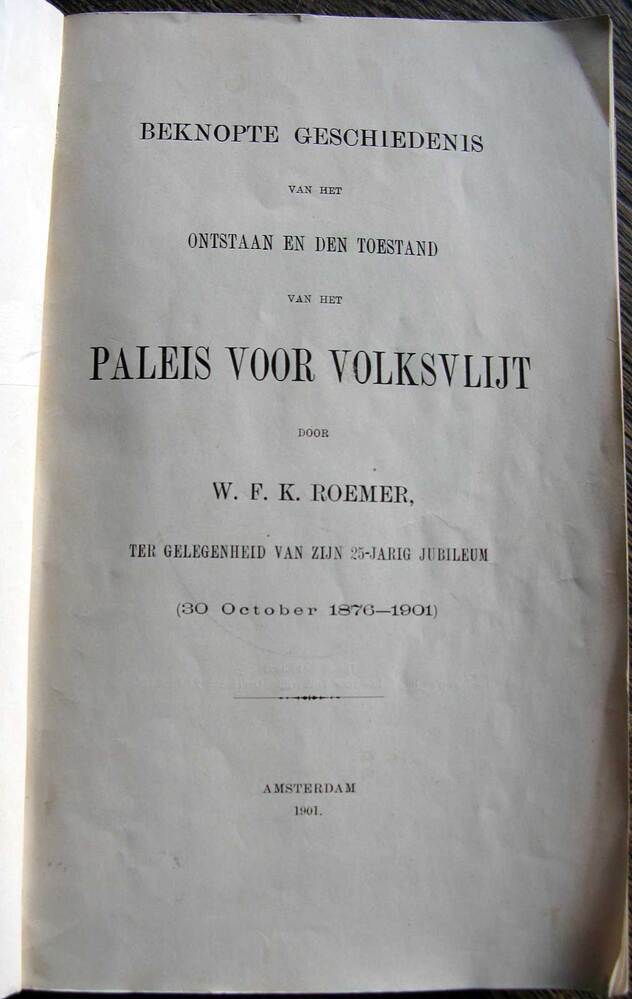 BEKNOPTE GESCHIEDENIS
VAN HET
ONTSTAAN EN DEN TOESTAND
VAN HET
PALEIS VOOR VOLKSVLIJT
DOOR
W. F. K. ROEMER,
TER GELEGENHEID VAN ZIJN 25-JARIG JUBILEUM
(30 October 1876—1901)
AMSTERDAM
1901.